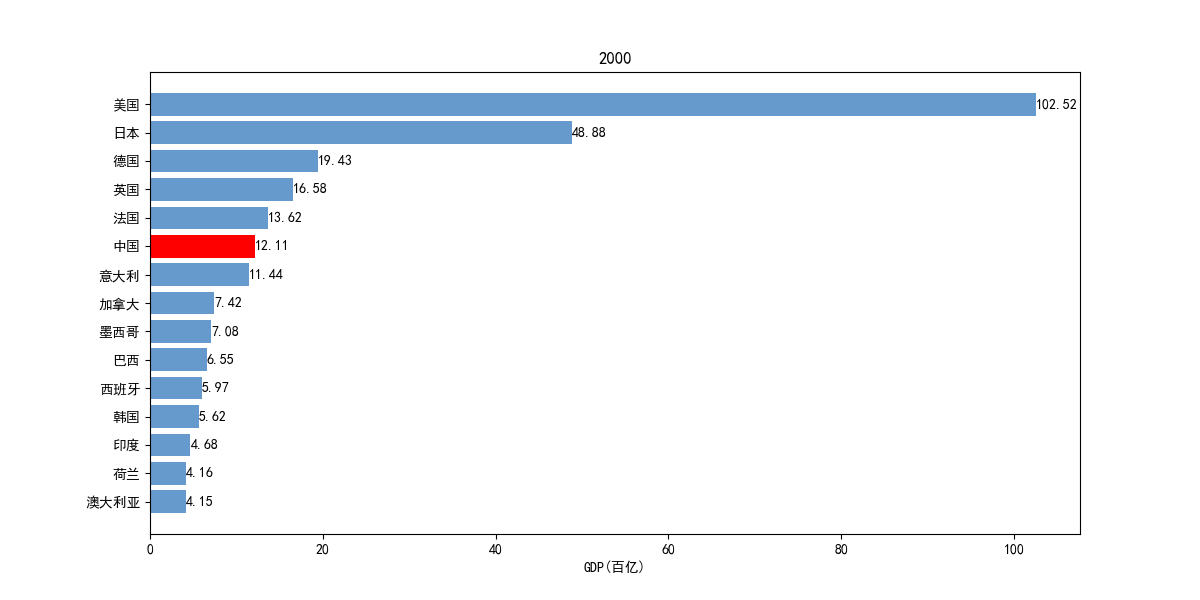 2000
美国 102.52
日本 48.88
德国 19.43
英国 16.58
法国 13.62
中国 12.11
意大利 11.44
加拿大 7.42
墨西哥 7.08
巴西 6.55
西班牙 5.97
韩国 5.62
印度 4.68
荷兰 4.16
澳大利亚 4.15
0 20 40 60 80 100
GDP(百亿)